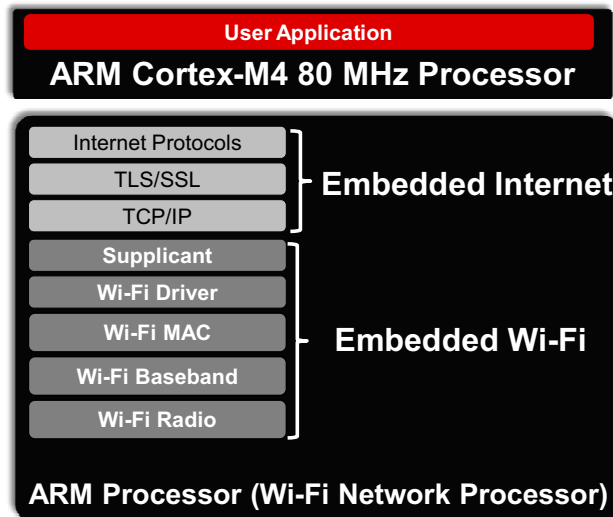 User Application
ARM Cortex-M4 80 MHz Processor
Internet Protocols
TLS/SSL
TCP/IP
Embedded Internet
Supplicant
Wi-Fi Driver
Wi-Fi MAC
Wi-Fi Baseband
Wi-Fi Radio
Embedded Wi-Fi
ARM Processor (Wi-Fi Network Processor)